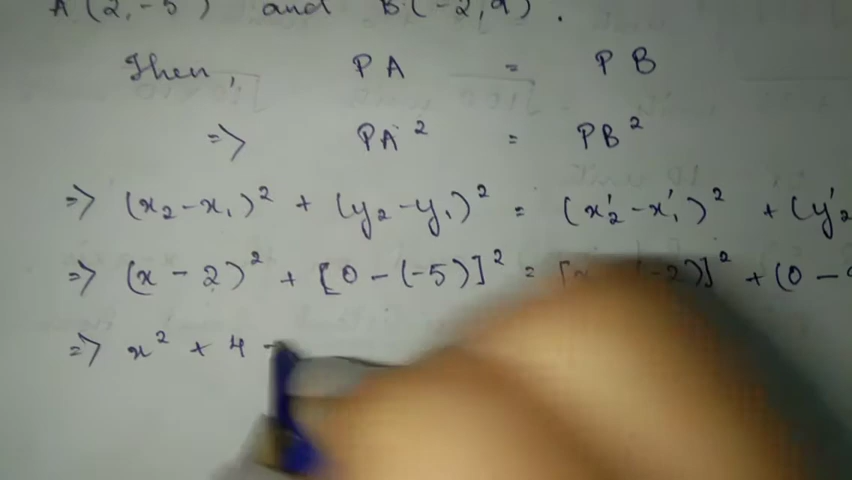 A (2, -5) and B (-2, 9).
Then, PA = PB
=> PA² = PB²
=> (x₂ - x₁)² + (y₂ - y₁)² = (x'₂ - x'₁)² + (y'₂
=> (x - 2)² + [0 - (-5)]² = [x - (-2)]² + (0 - 9
=> x² + 4 -